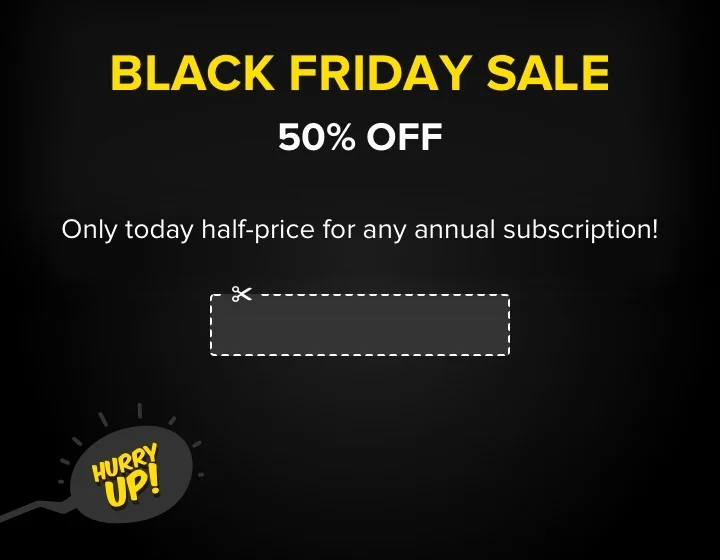 BLACK FRIDAY SALE
50% OFF
Only today half-price for any annual subscription!
HURRY
UP!